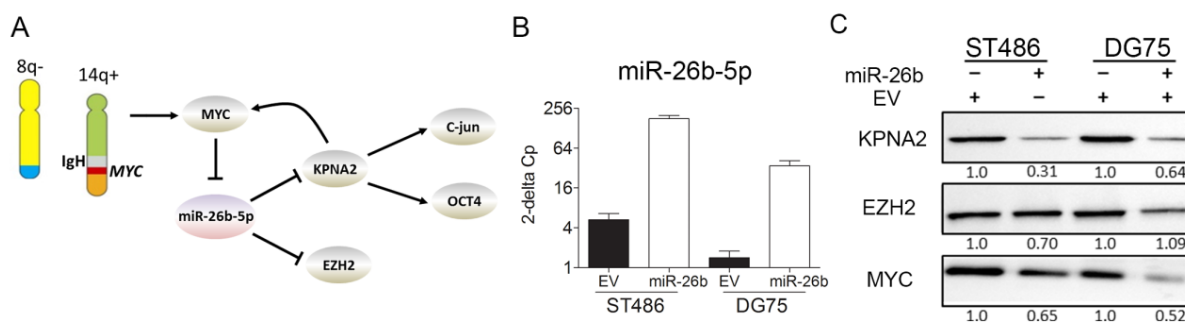 A
8q-
14q+
IgH
MYC
MYC
miR-26b-5p
KPNA2
EZH2
C-jun
OCT4
B
miR-26b-5p
2-delta Cp
256
64
16
4
1
EV miR-26b EV miR-26b
ST486 DG75
C
ST486 DG75
miR-26b – + – +
EV + – + +
KPNA2
1.0 0.31 1.0 0.64
EZH2
1.0 0.70 1.0 1.09
MYC
1.0 0.65 1.0 0.52